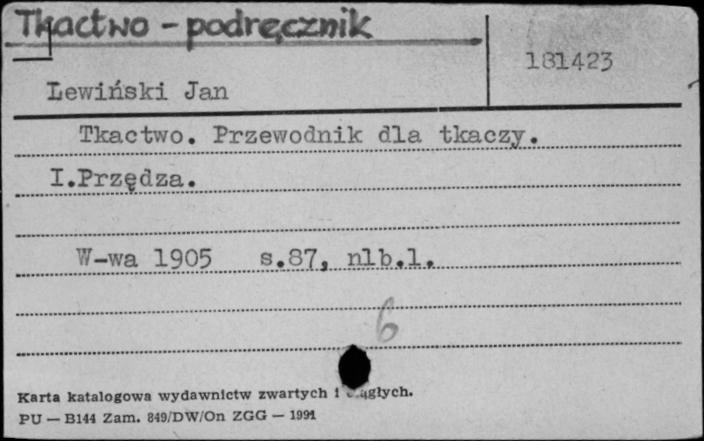 Tkactwo - podręcznik
181423
Lewiński Jan
Tkactwo. Przewodnik dla tkaczy.
I.Przędza.
W-wa 1905 s.87, nlb.1.
6
Karta katalogowa wydawnictw zwartych i ciągłych.
PU — B144 Zam. 849/DW/On ZGG — 1991